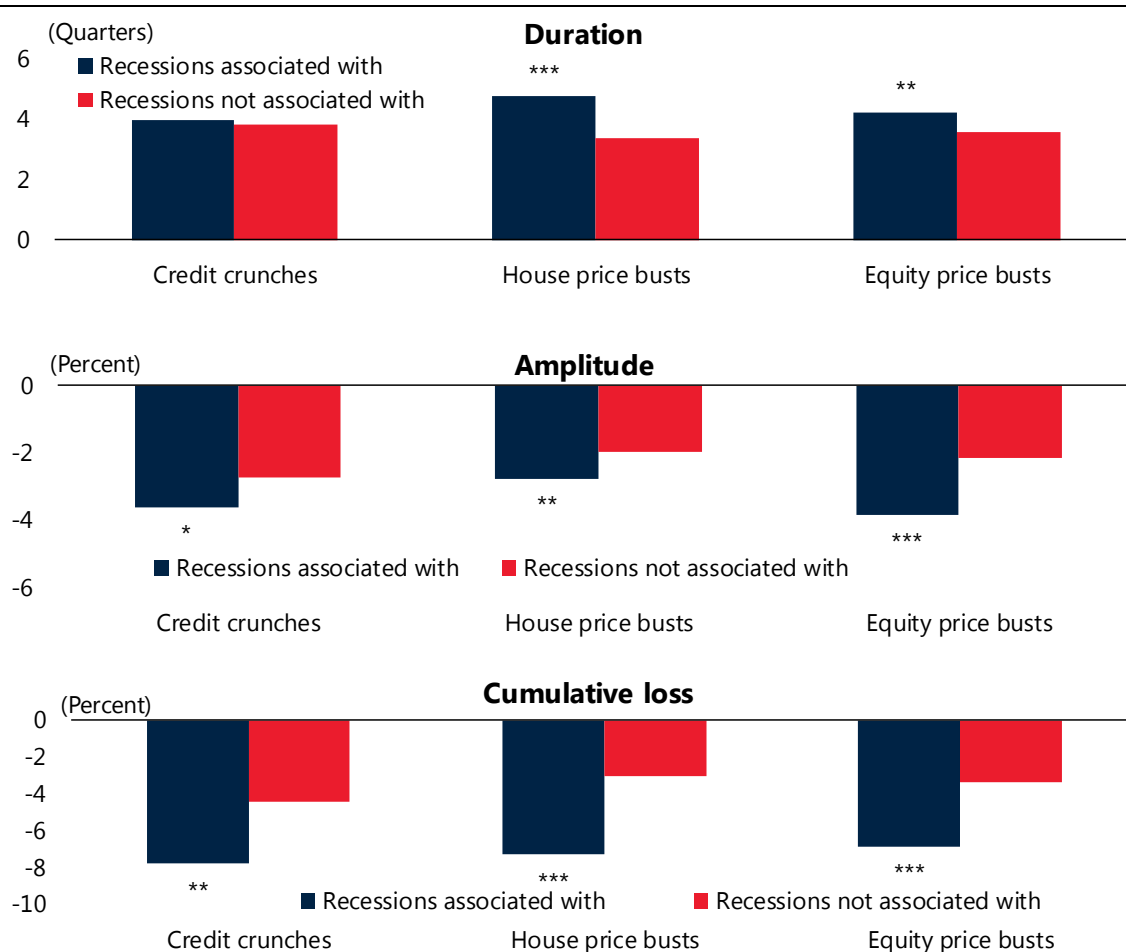 (Quarters)
Duration
6
4
2
0
Recessions associated with
Recessions not associated with
***
**
Credit crunches
House price busts
Equity price busts
(Percent)
Amplitude
0
-2
-4
-6
*
**
***
Recessions associated with
Recessions not associated with
Credit crunches
House price busts
Equity price busts
(Percent)
Cumulative loss
0
-2
-4
-6
-8
-10
**
***
***
Recessions associated with
Recessions not associated with
Credit crunches
House price busts
Equity price busts